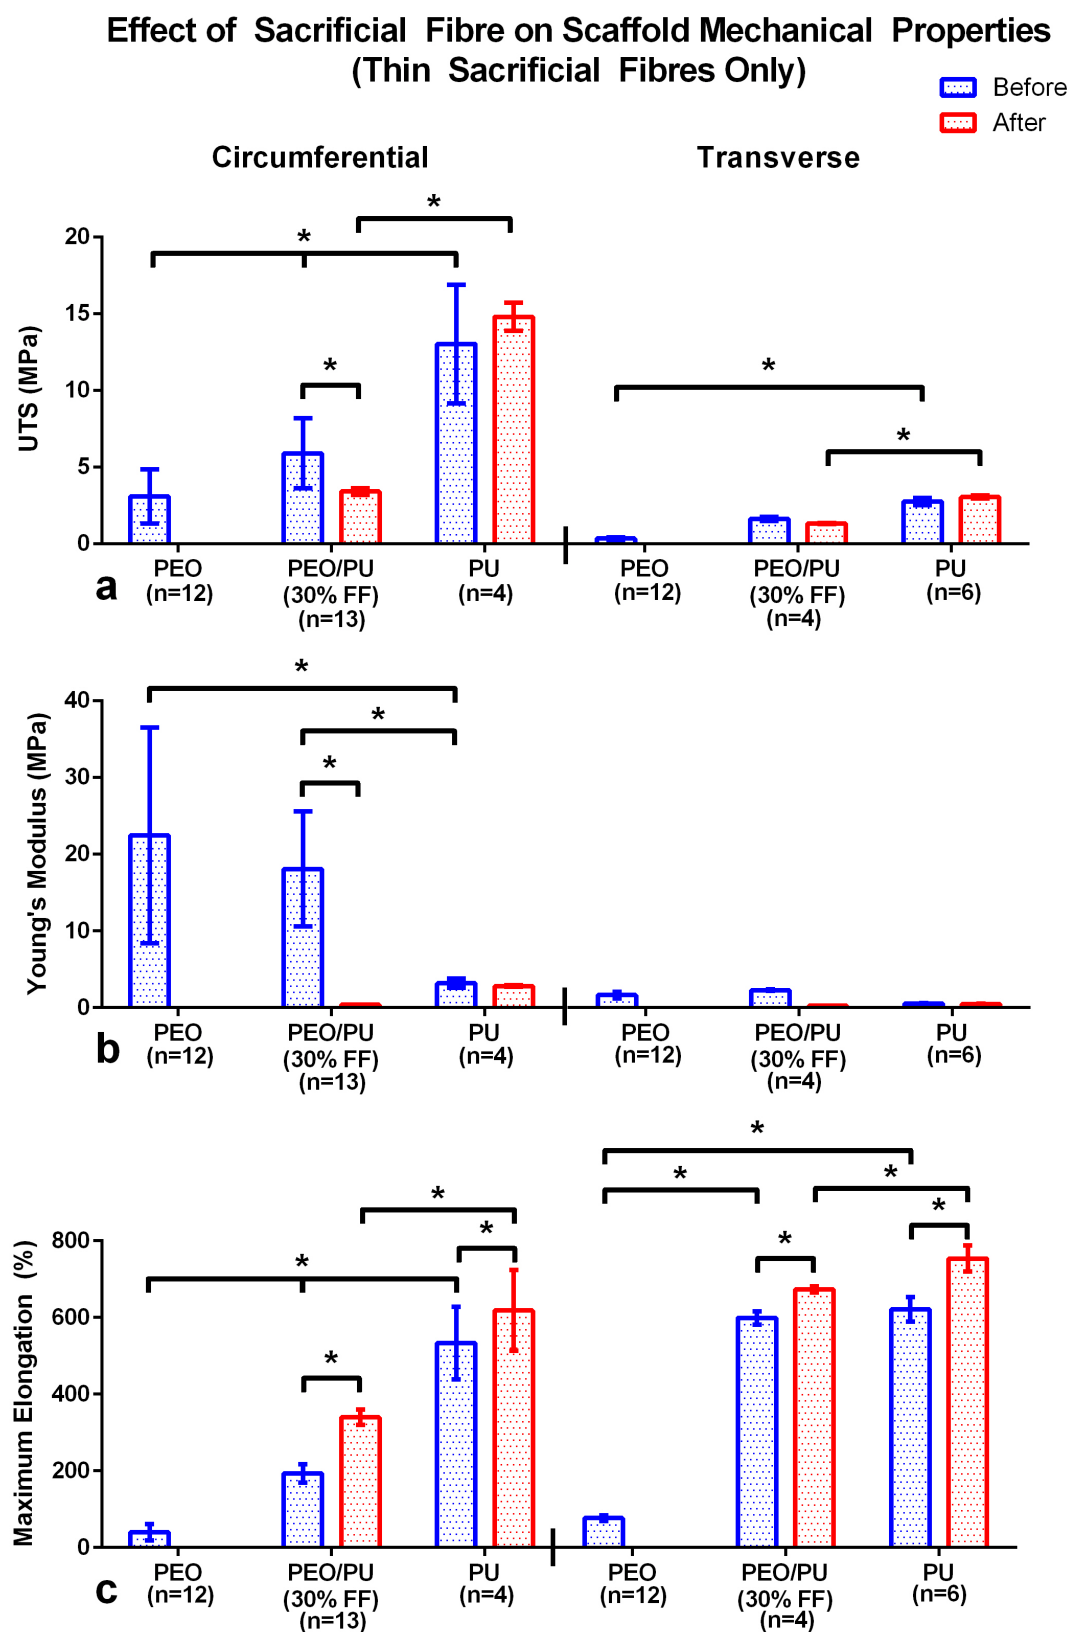 Effect of Sacrificial Fibre on Scaffold Mechanical Properties
(Thin Sacrificial Fibres Only)
Before
After
Circumferential Transverse
*
*
*
*
*
UTS (MPa)
20
15
10
5
0
PEO PEO/PU PU PEO PEO/PU PU
(n=12) (30% FF) (n=4) (n=12) (30% FF) (n=6)
(n=13) (n=4)
a
*
*
*
Young's Modulus (MPa)
40
30
20
10
0
PEO PEO/PU PU PEO PEO/PU PU
(n=12) (30% FF) (n=4) (n=12) (30% FF) (n=6)
(n=13) (n=4)
b
*
*
*
*
*
*
*
*
*
Maximum Elongation (%)
800
600
400
200
0
PEO PEO/PU PU PEO PEO/PU PU
(n=12) (30% FF) (n=4) (n=12) (30% FF) (n=6)
(n=13) (n=4)
c